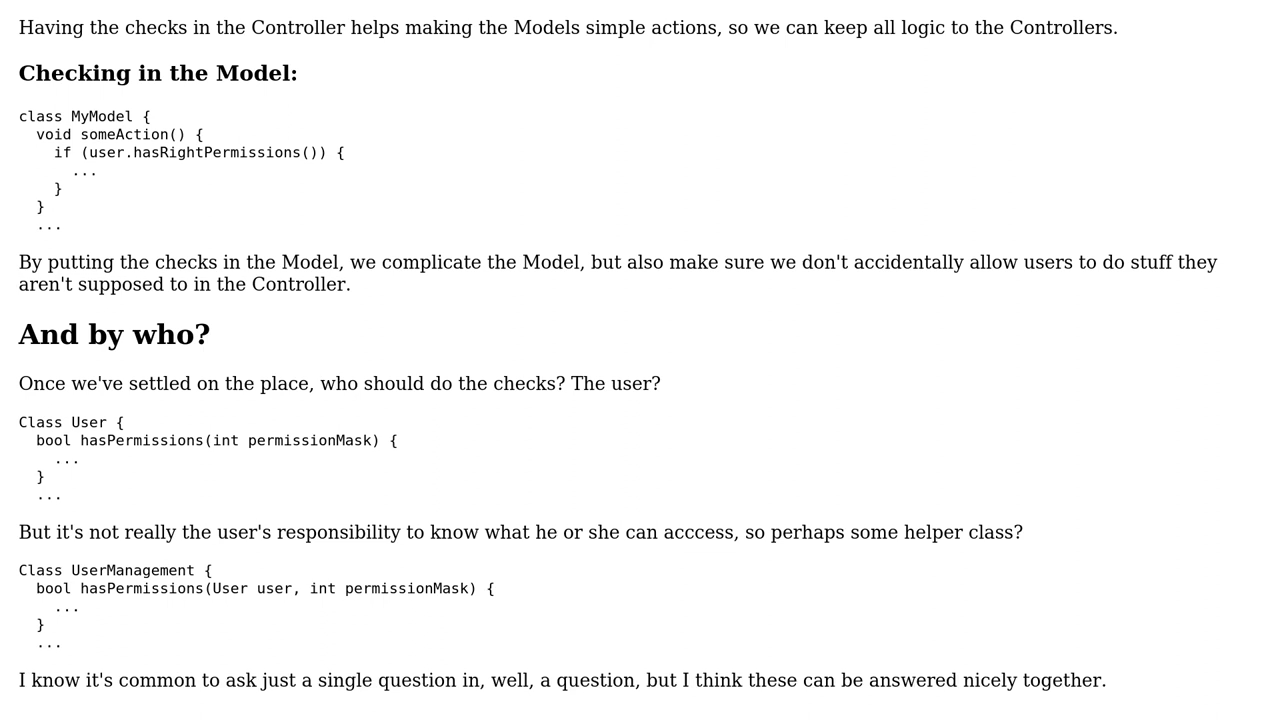 Having the checks in the Controller helps making the Models simple actions, so we can keep all logic to the Controllers.
Checking in the Model:
class MyModel {
  void someAction() {
    if (user.hasRightPermissions()) {
      ...
    }
  }
  ...
By putting the checks in the Model, we complicate the Model, but also make sure we don't accidentally allow users to do stuff they
aren't supposed to in the Controller.
And by who?
Once we've settled on the place, who should do the checks? The user?
Class User {
  bool hasPermissions(int permissionMask) {
    ...
  }
  ...
But it's not really the user's responsibility to know what he or she can acccess, so perhaps some helper class?
Class UserManagement {
  bool hasPermissions(User user, int permissionMask) {
    ...
  }
  ...
I know it's common to ask just a single question in, well, a question, but I think these can be answered nicely together.